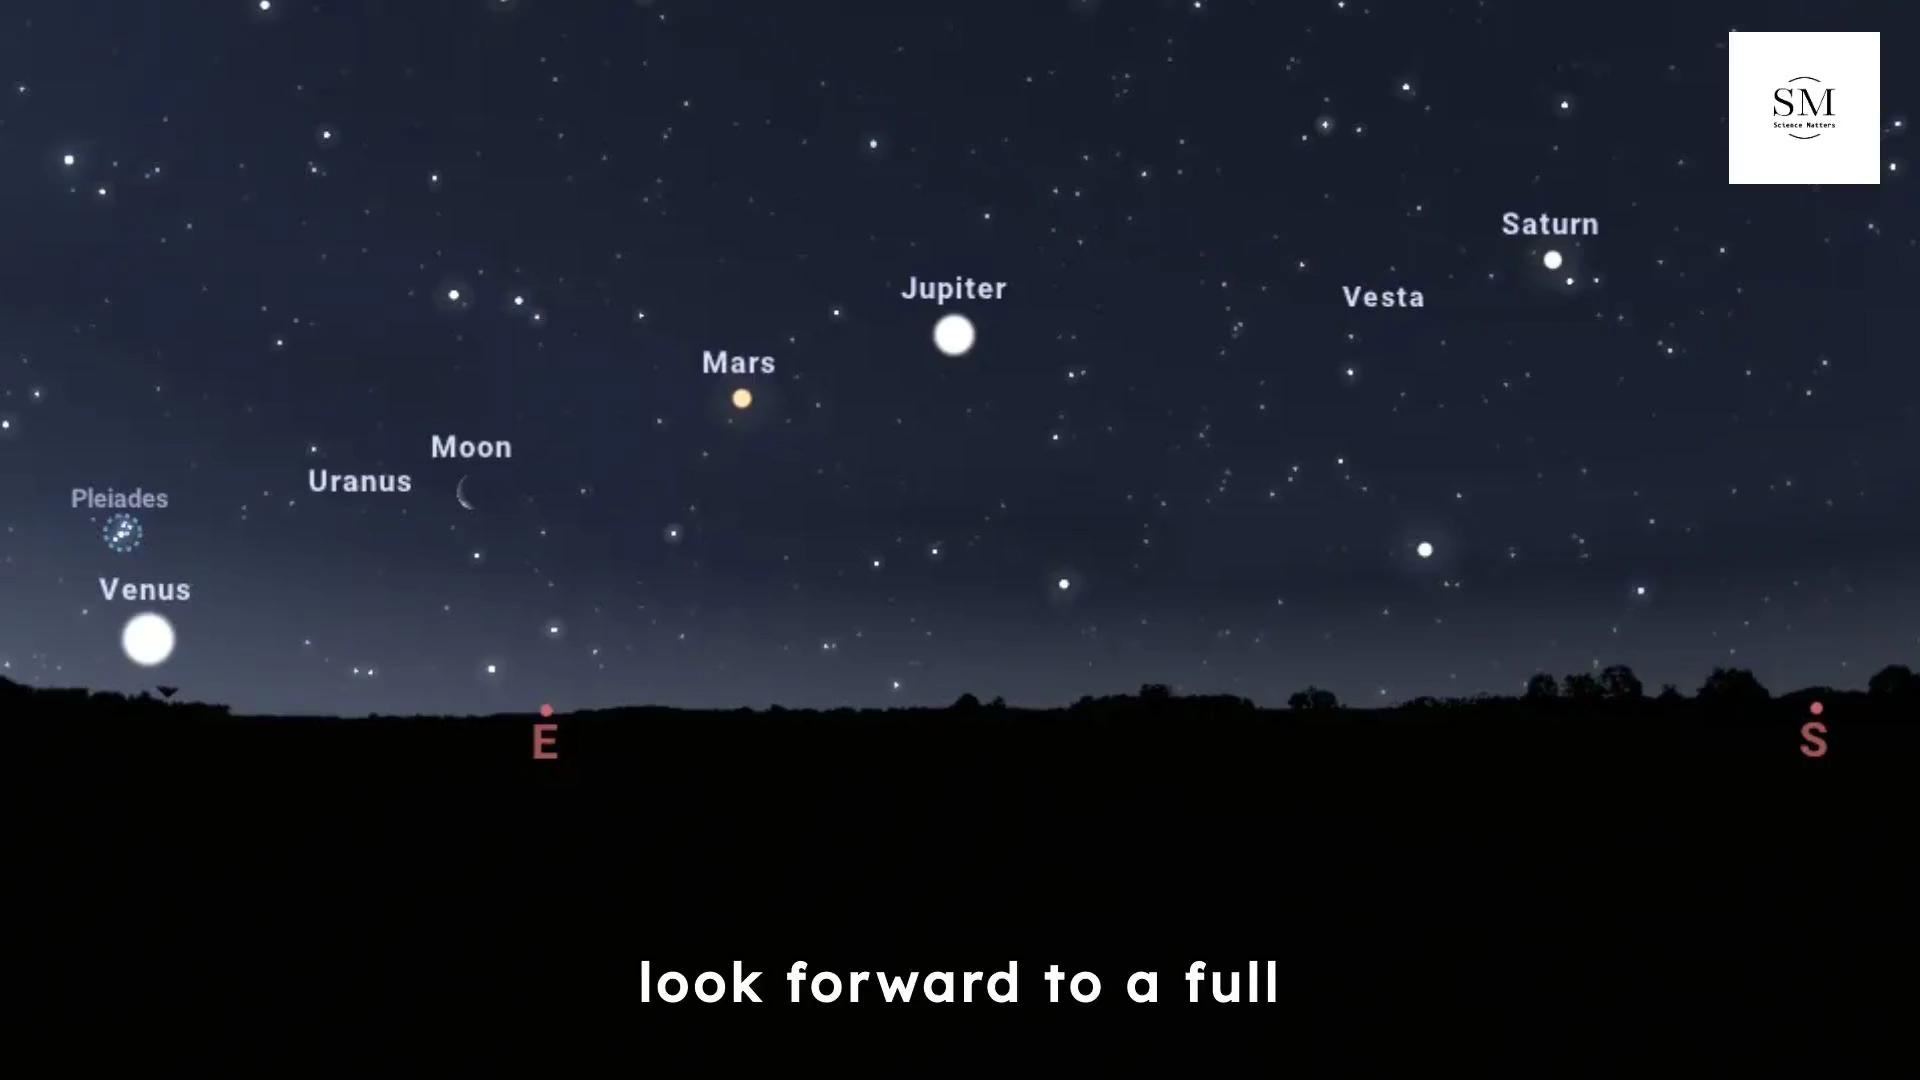 SM
Science Matters
Saturn
Jupiter
Vesta
Mars
Moon
Uranus
Pleiades
Venus
E
S
look forward to a full